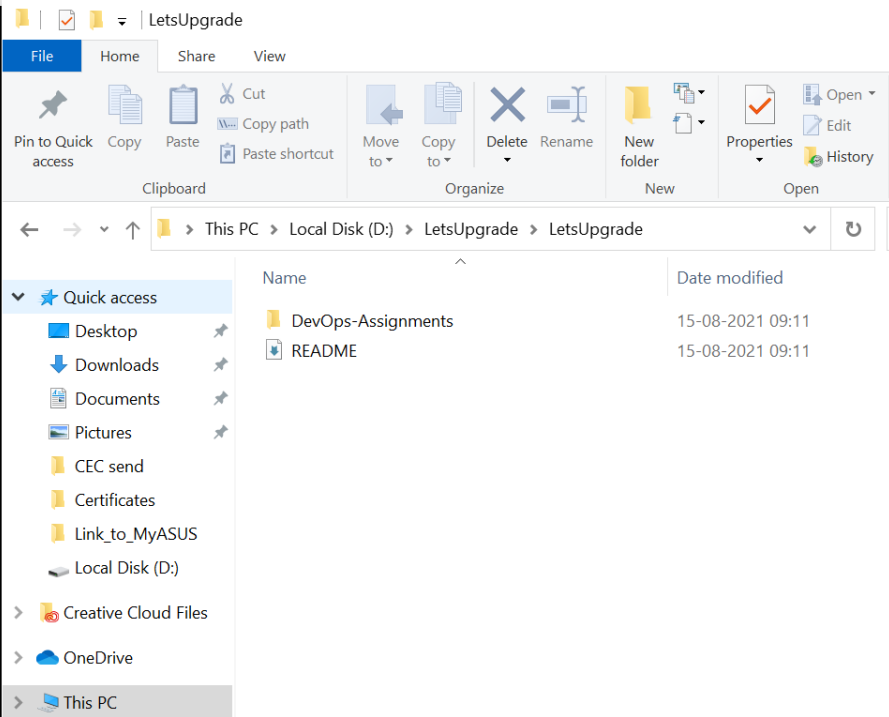 LetsUpgrade
File Home Share View
Pin to Quick access
Copy
Paste
Cut
Copy path
Paste shortcut
Clipboard
Move to
Copy to
Delete
Rename
Organize
New folder
New
Properties
Open
Edit
History
Open
This PC > Local Disk (D:) > LetsUpgrade > LetsUpgrade
Name Date modified
DevOps-Assignments 15-08-2021 09:11
README 15-08-2021 09:11
Quick access
Desktop
Downloads
Documents
Pictures
CEC send
Certificates
Link_to_MyASUS
Local Disk (D:)
Creative Cloud Files
OneDrive
This PC